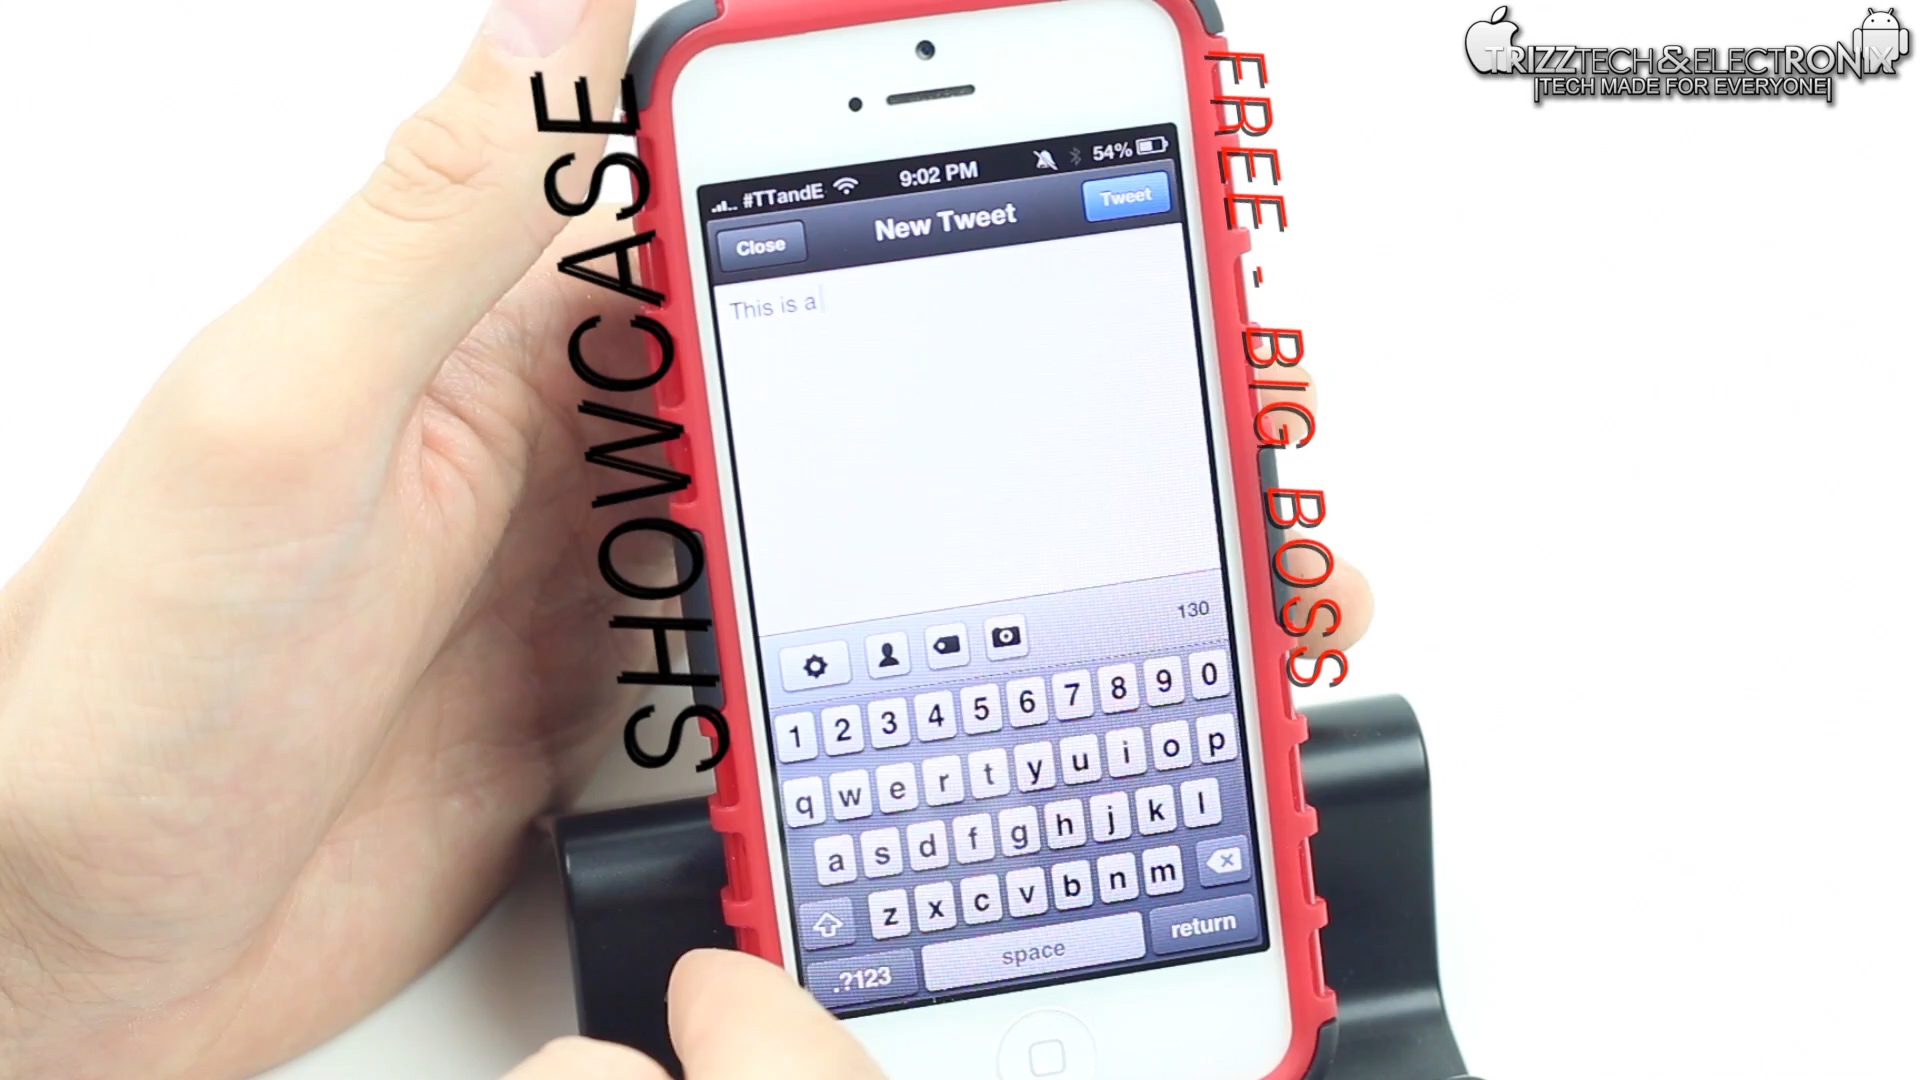 TRIZZTECH&ELECTRONIX
|TECH MADE FOR EVERYONE|
SHOWCASE
FREE - BIG BOSS
#TTandE 9:02 PM 54%
Close New Tweet Tweet
This is a
130
1 2 3 4 5 6 7 8 9 0
q w e r t y u i o p
a s d f g h j k l
z x c v b n m
.?123 space return